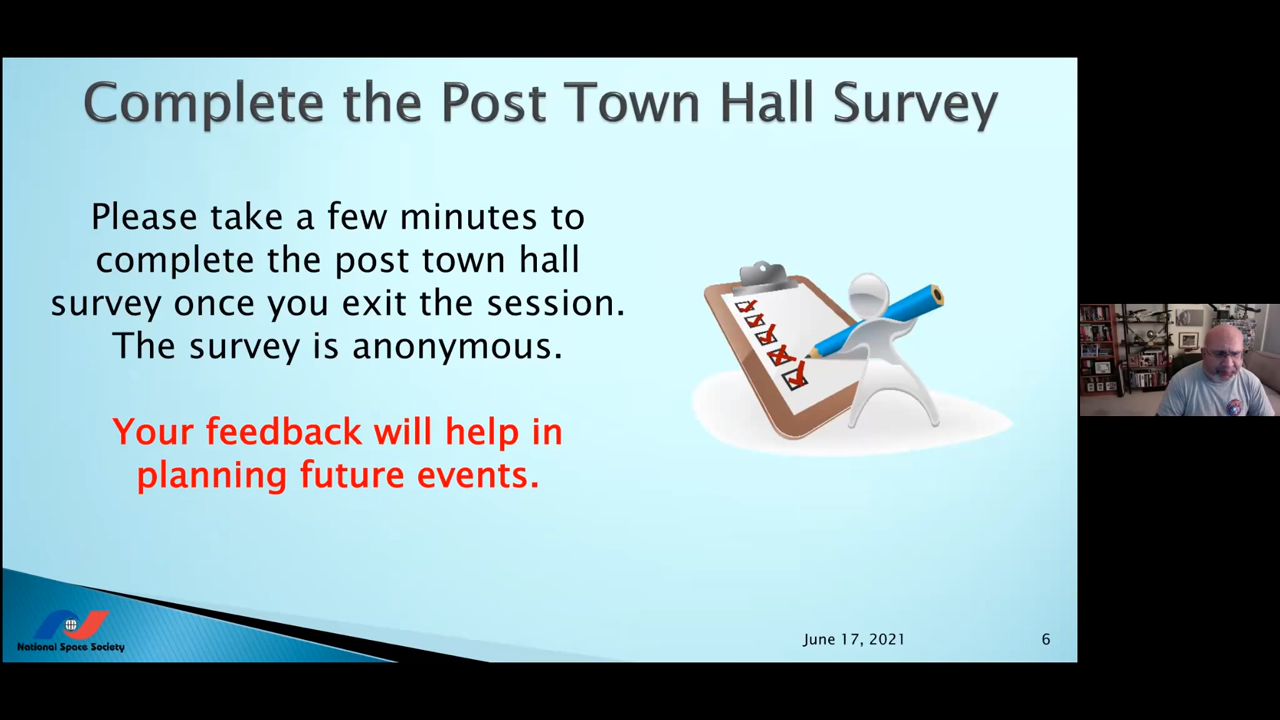 Complete the Post Town Hall Survey
Please take a few minutes to
complete the post town hall
survey once you exit the session.
The survey is anonymous.
Your feedback will help in
planning future events.
National Space Society
June 17, 2021
6